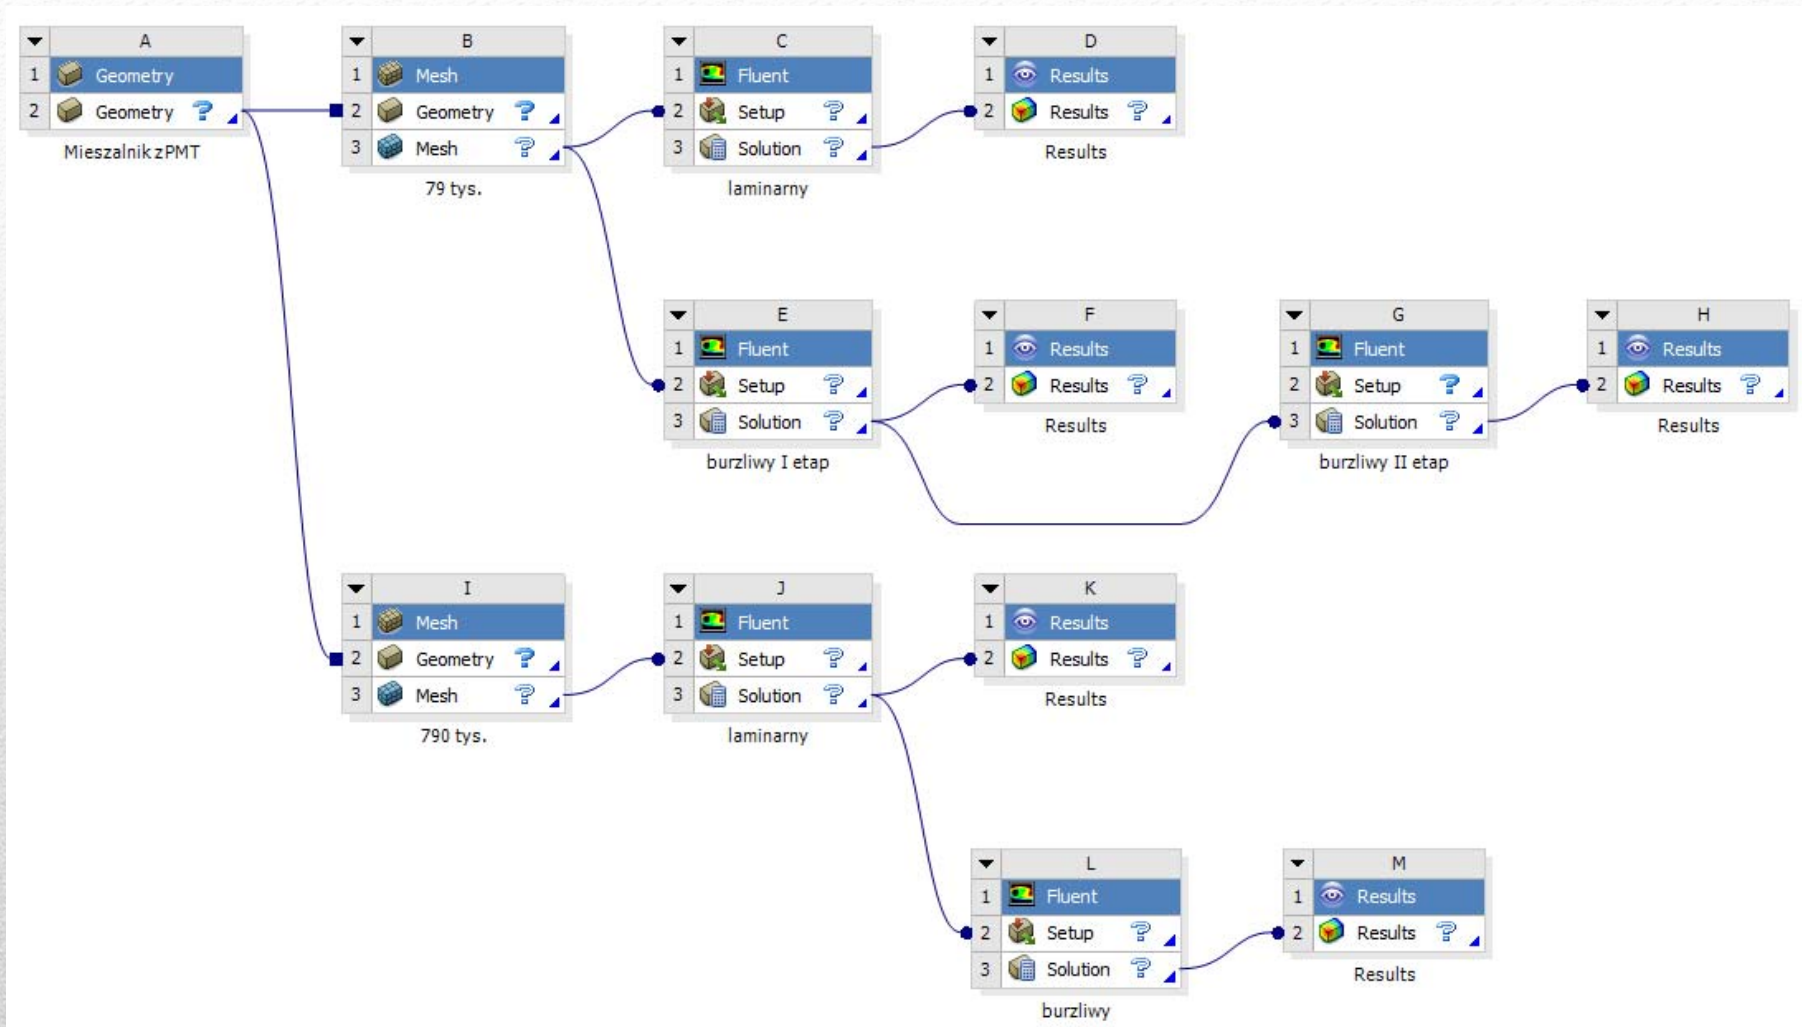 A
1 Geometry
2 Geometry ?
Mieszalnik z PMT
B
1 Mesh
2 Geometry ?
3 Mesh ?
79 tys.
C
1 Fluent
2 Setup ?
3 Solution ?
laminarny
D
1 Results
2 Results ?
Results
E
1 Fluent
2 Setup ?
3 Solution ?
burzliwy I etap
F
1 Results
2 Results ?
Results
G
1 Fluent
2 Setup ?
3 Solution ?
burzliwy II etap
H
1 Results
2 Results ?
Results
I
1 Mesh
2 Geometry ?
3 Mesh ?
790 tys.
J
1 Fluent
2 Setup ?
3 Solution ?
laminarny
K
1 Results
2 Results ?
Results
L
1 Fluent
2 Setup ?
3 Solution ?
burzliwy
M
1 Results
2 Results ?
Results